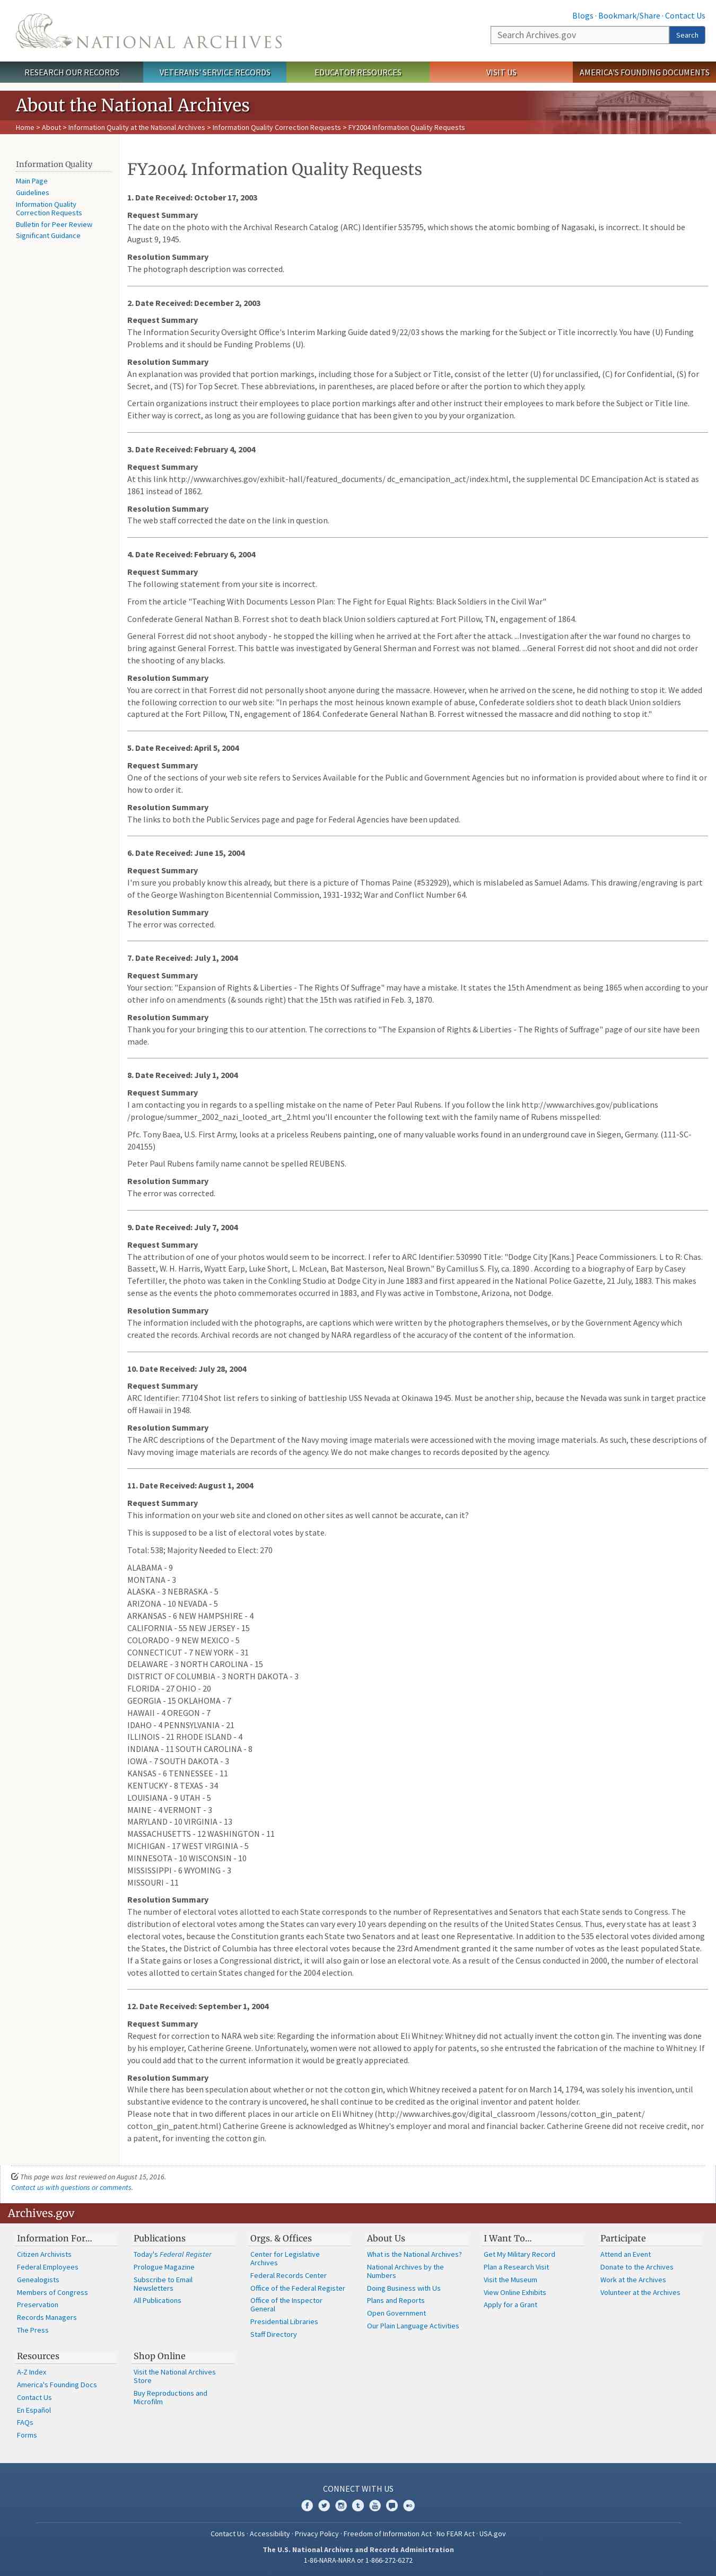 Blogs · Bookmark/Share · Contact Us
NATIONAL ARCHIVES
Search Archives.gov
Search
RESEARCH OUR RECORDS
VETERANS' SERVICE RECORDS
EDUCATOR RESOURCES
VISIT US
AMERICA'S FOUNDING DOCUMENTS
About the National Archives
Home > About > Information Quality at the National Archives > Information Quality Correction Requests > FY2004 Information Quality Requests
Information Quality
Main Page
Guidelines
Information Quality
Correction Requests
Bulletin for Peer Review
Significant Guidance
FY2004 Information Quality Requests
1. Date Received: October 17, 2003
Request Summary
The date on the photo with the Archival Research Catalog (ARC) Identifier 535795, which shows the atomic bombing of Nagasaki, is incorrect. It should be
August 9, 1945.
Resolution Summary
The photograph description was corrected.
2. Date Received: December 2, 2003
Request Summary
The Information Security Oversight Office's Interim Marking Guide dated 9/22/03 shows the marking for the Subject or Title incorrectly. You have (U) Funding
Problems and it should be Funding Problems (U).
Resolution Summary
An explanation was provided that portion markings, including those for a Subject or Title, consist of the letter (U) for unclassified, (C) for Confidential, (S) for
Secret, and (TS) for Top Secret. These abbreviations, in parentheses, are placed before or after the portion to which they apply.
Certain organizations instruct their employees to place portion markings after and other instruct their employees to mark before the Subject or Title line.
Either way is correct, as long as you are following guidance that has been given to you by your organization.
3. Date Received: February 4, 2004
Request Summary
At this link http://www.archives.gov/exhibit-hall/featured_documents/ dc_emancipation_act/index.html, the supplemental DC Emancipation Act is stated as
1861 instead of 1862.
Resolution Summary
The web staff corrected the date on the link in question.
4. Date Received: February 6, 2004
Request Summary
The following statement from your site is incorrect.
From the article "Teaching With Documents Lesson Plan: The Fight for Equal Rights: Black Soldiers in the Civil War"
Confederate General Nathan B. Forrest shot to death black Union soldiers captured at Fort Pillow, TN, engagement of 1864.
General Forrest did not shoot anybody - he stopped the killing when he arrived at the Fort after the attack. ...Investigation after the war found no charges to
bring against General Forrest. This battle was investigated by General Sherman and Forrest was not blamed. ...General Forrest did not shoot and did not order
the shooting of any blacks.
Resolution Summary
You are correct in that Forrest did not personally shoot anyone during the massacre. However, when he arrived on the scene, he did nothing to stop it. We added
the following correction to our web site: "In perhaps the most heinous known example of abuse, Confederate soldiers shot to death black Union soldiers
captured at the Fort Pillow, TN, engagement of 1864. Confederate General Nathan B. Forrest witnessed the massacre and did nothing to stop it."
5. Date Received: April 5, 2004
Request Summary
One of the sections of your web site refers to Services Available for the Public and Government Agencies but no information is provided about where to find it or
how to order it.
Resolution Summary
The links to both the Public Services page and page for Federal Agencies have been updated.
6. Date Received: June 15, 2004
Request Summary
I'm sure you probably know this already, but there is a picture of Thomas Paine (#532929), which is mislabeled as Samuel Adams. This drawing/engraving is part
of the George Washington Bicentennial Commission, 1931-1932; War and Conflict Number 64.
Resolution Summary
The error was corrected.
7. Date Received: July 1, 2004
Request Summary
Your section: "Expansion of Rights & Liberties - The Rights Of Suffrage" may have a mistake. It states the 15th Amendment as being 1865 when according to your
other info on amendments (& sounds right) that the 15th was ratified in Feb. 3, 1870.
Resolution Summary
Thank you for your bringing this to our attention. The corrections to "The Expansion of Rights & Liberties - The Rights of Suffrage" page of our site have been
made.
8. Date Received: July 1, 2004
Request Summary
I am contacting you in regards to a spelling mistake on the name of Peter Paul Rubens. If you follow the link http://www.archives.gov/publications
/prologue/summer_2002_nazi_looted_art_2.html you'll encounter the following text with the family name of Rubens misspelled:
Pfc. Tony Baea, U.S. First Army, looks at a priceless Reubens painting, one of many valuable works found in an underground cave in Siegen, Germany. (111-SC-
204155)
Peter Paul Rubens family name cannot be spelled REUBENS.
Resolution Summary
The error was corrected.
9. Date Received: July 7, 2004
Request Summary
The attribution of one of your photos would seem to be incorrect. I refer to ARC Identifier: 530990 Title: "Dodge City [Kans.] Peace Commissioners. L to R: Chas.
Bassett, W. H. Harris, Wyatt Earp, Luke Short, L. McLean, Bat Masterson, Neal Brown." By Camillus S. Fly, ca. 1890 . According to a biography of Earp by Casey
Tefertiller, the photo was taken in the Conkling Studio at Dodge City in June 1883 and first appeared in the National Police Gazette, 21 July, 1883. This makes
sense as the events the photo commemorates occurred in 1883, and Fly was active in Tombstone, Arizona, not Dodge.
Resolution Summary
The information included with the photographs, are captions which were written by the photographers themselves, or by the Government Agency which
created the records. Archival records are not changed by NARA regardless of the accuracy of the content of the information.
10. Date Received: July 28, 2004
Request Summary
ARC Identifier: 77104 Shot list refers to sinking of battleship USS Nevada at Okinawa 1945. Must be another ship, because the Nevada was sunk in target practice
off Hawaii in 1948.
Resolution Summary
The ARC descriptions of the Department of the Navy moving image materials were accessioned with the moving image materials. As such, these descriptions of
Navy moving image materials are records of the agency. We do not make changes to records deposited by the agency.
11. Date Received: August 1, 2004
Request Summary
This information on your web site and cloned on other sites as well cannot be accurate, can it?
This is supposed to be a list of electoral votes by state.
Total: 538; Majority Needed to Elect: 270
ALABAMA - 9
MONTANA - 3
ALASKA - 3 NEBRASKA - 5
ARIZONA - 10 NEVADA - 5
ARKANSAS - 6 NEW HAMPSHIRE - 4
CALIFORNIA - 55 NEW JERSEY - 15
COLORADO - 9 NEW MEXICO - 5
CONNECTICUT - 7 NEW YORK - 31
DELAWARE - 3 NORTH CAROLINA - 15
DISTRICT OF COLUMBIA - 3 NORTH DAKOTA - 3
FLORIDA - 27 OHIO - 20
GEORGIA - 15 OKLAHOMA - 7
HAWAII - 4 OREGON - 7
IDAHO - 4 PENNSYLVANIA - 21
ILLINOIS - 21 RHODE ISLAND - 4
INDIANA - 11 SOUTH CAROLINA - 8
IOWA - 7 SOUTH DAKOTA - 3
KANSAS - 6 TENNESSEE - 11
KENTUCKY - 8 TEXAS - 34
LOUISIANA - 9 UTAH - 5
MAINE - 4 VERMONT - 3
MARYLAND - 10 VIRGINIA - 13
MASSACHUSETTS - 12 WASHINGTON - 11
MICHIGAN - 17 WEST VIRGINIA - 5
MINNESOTA - 10 WISCONSIN - 10
MISSISSIPPI - 6 WYOMING - 3
MISSOURI - 11
Resolution Summary
The number of electoral votes allotted to each State corresponds to the number of Representatives and Senators that each State sends to Congress. The
distribution of electoral votes among the States can vary every 10 years depending on the results of the United States Census. Thus, every state has at least 3
electoral votes, because the Constitution grants each State two Senators and at least one Representative. In addition to the 535 electoral votes divided among
the States, the District of Columbia has three electoral votes because the 23rd Amendment granted it the same number of votes as the least populated State.
If a State gains or loses a Congressional district, it will also gain or lose an electoral vote. As a result of the Census conducted in 2000, the number of electoral
votes allotted to certain States changed for the 2004 election.
12. Date Received: September 1, 2004
Request Summary
Request for correction to NARA web site: Regarding the information about Eli Whitney: Whitney did not actually invent the cotton gin. The invention was done
by his employer, Catherine Greene. Unfortunately, women were not allowed to apply for patents, so she entrusted the fabrication of the machine to Whitney. If
you could add that to the current information it would be greatly appreciated.
Resolution Summary
While there has been speculation about whether or not the cotton gin, which Whitney received a patent for on March 14, 1794, was solely his invention, until
substantive evidence to the contrary is uncovered, he shall continue to be credited as the original inventor and patent holder.
Please note that in two different places in our article on Eli Whitney (http://www.archives.gov/digital_classroom /lessons/cotton_gin_patent/
cotton_gin_patent.html) Catherine Greene is acknowledged as Whitney's employer and moral and financial backer. Catherine Greene did not receive credit, nor
a patent, for inventing the cotton gin.
This page was last reviewed on August 15, 2016.
Contact us with questions or comments.
Archives.gov
Information For…
Citizen Archivists
Federal Employees
Genealogists
Members of Congress
Preservation
Records Managers
The Press
Publications
Today's Federal Register
Prologue Magazine
Subscribe to Email
Newsletters
All Publications
Orgs. & Offices
Center for Legislative
Archives
Federal Records Center
Office of the Federal Register
Office of the Inspector
General
Presidential Libraries
Staff Directory
About Us
What is the National Archives?
National Archives by the
Numbers
Doing Business with Us
Plans and Reports
Open Government
Our Plain Language Activities
I Want To…
Get My Military Record
Plan a Research Visit
Visit the Museum
View Online Exhibits
Apply for a Grant
Participate
Attend an Event
Donate to the Archives
Work at the Archives
Volunteer at the Archives
Resources
A-Z Index
America's Founding Docs
Contact Us
En Español
FAQs
Forms
Shop Online
Visit the National Archives
Store
Buy Reproductions and
Microfilm
CONNECT WITH US
Contact Us · Accessibility · Privacy Policy · Freedom of Information Act · No FEAR Act · USA.gov
The U.S. National Archives and Records Administration
1-86-NARA-NARA or 1-866-272-6272